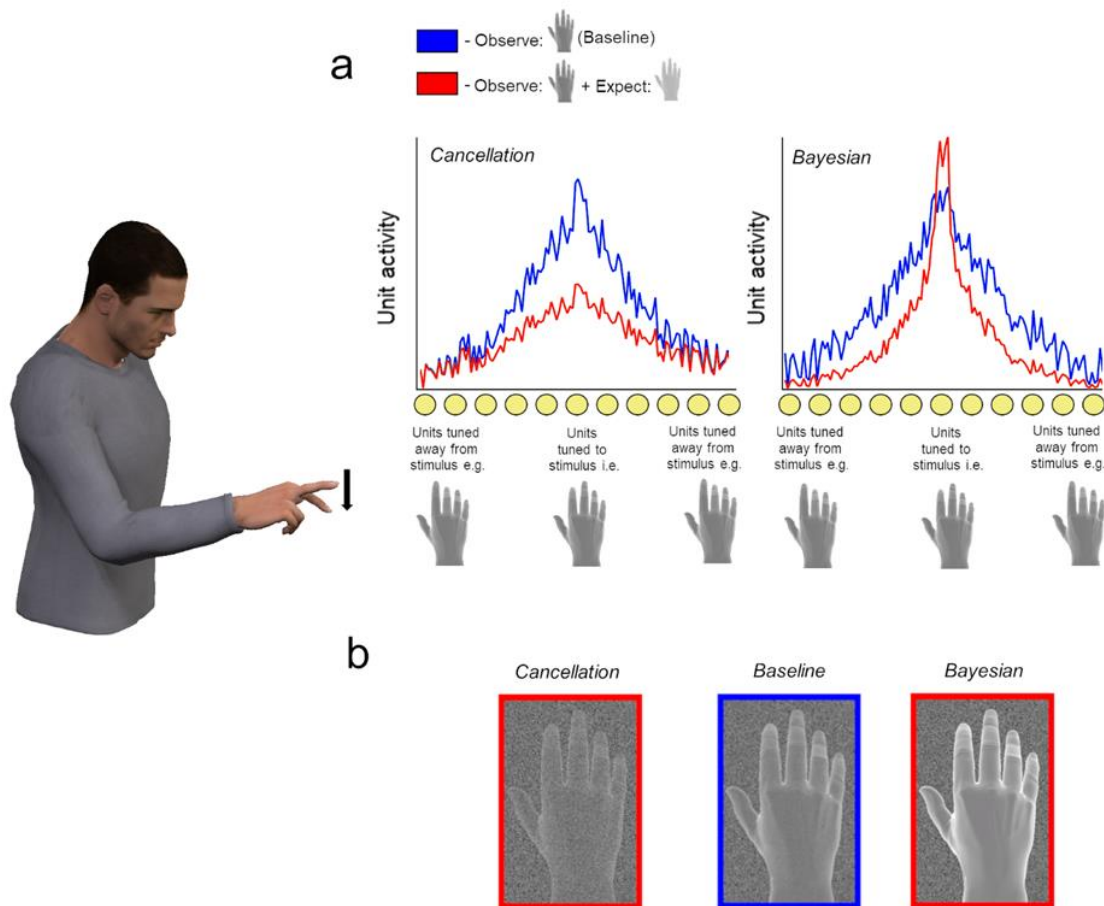 - Observe: (Baseline)
a
- Observe: + Expect:
Cancellation
Bayesian
Unit activity
Unit activity
Units tuned
away from
stimulus e.g.
Units
tuned to
stimulus i.e.
Units tuned
away from
stimulus e.g.
Units tuned
away from
stimulus e.g.
Units
tuned to
stimulus i.e.
Units tuned
away from
stimulus e.g.
b
Cancellation
Baseline
Bayesian